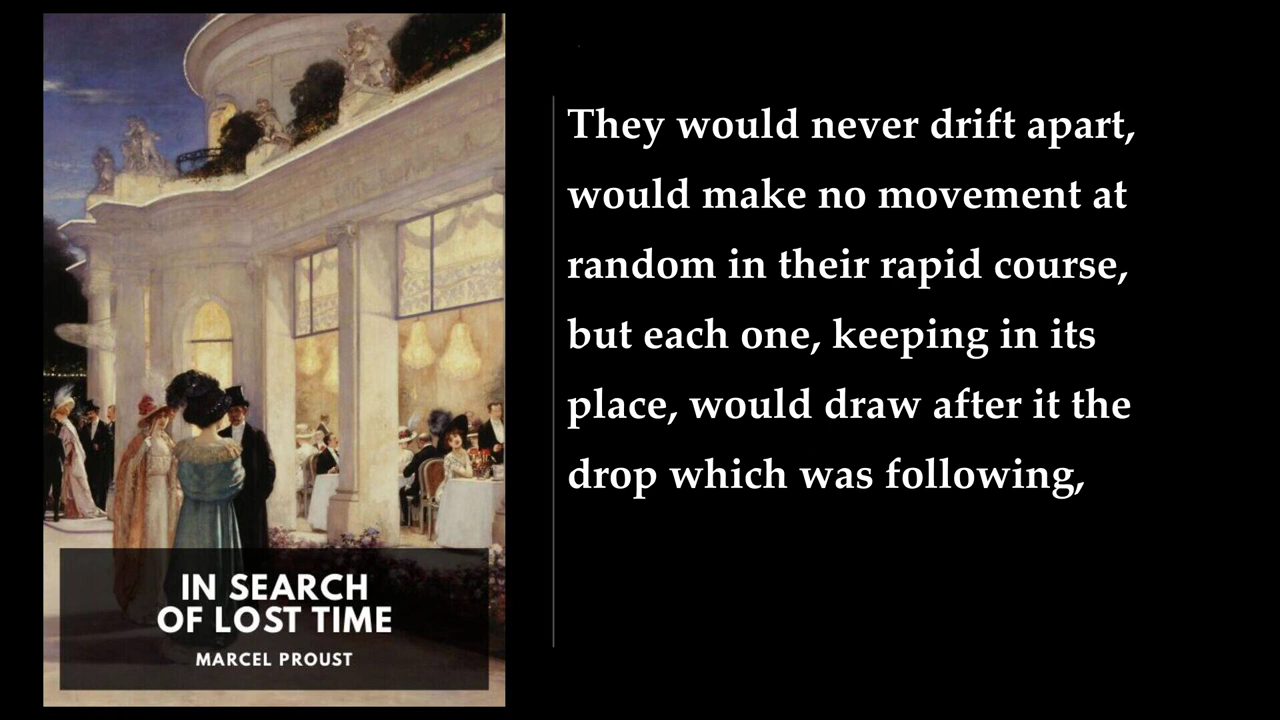 They would never drift apart,
would make no movement at
random in their rapid course,
but each one, keeping in its
place, would draw after it the
drop which was following,
IN SEARCH
OF LOST TIME
MARCEL PROUST